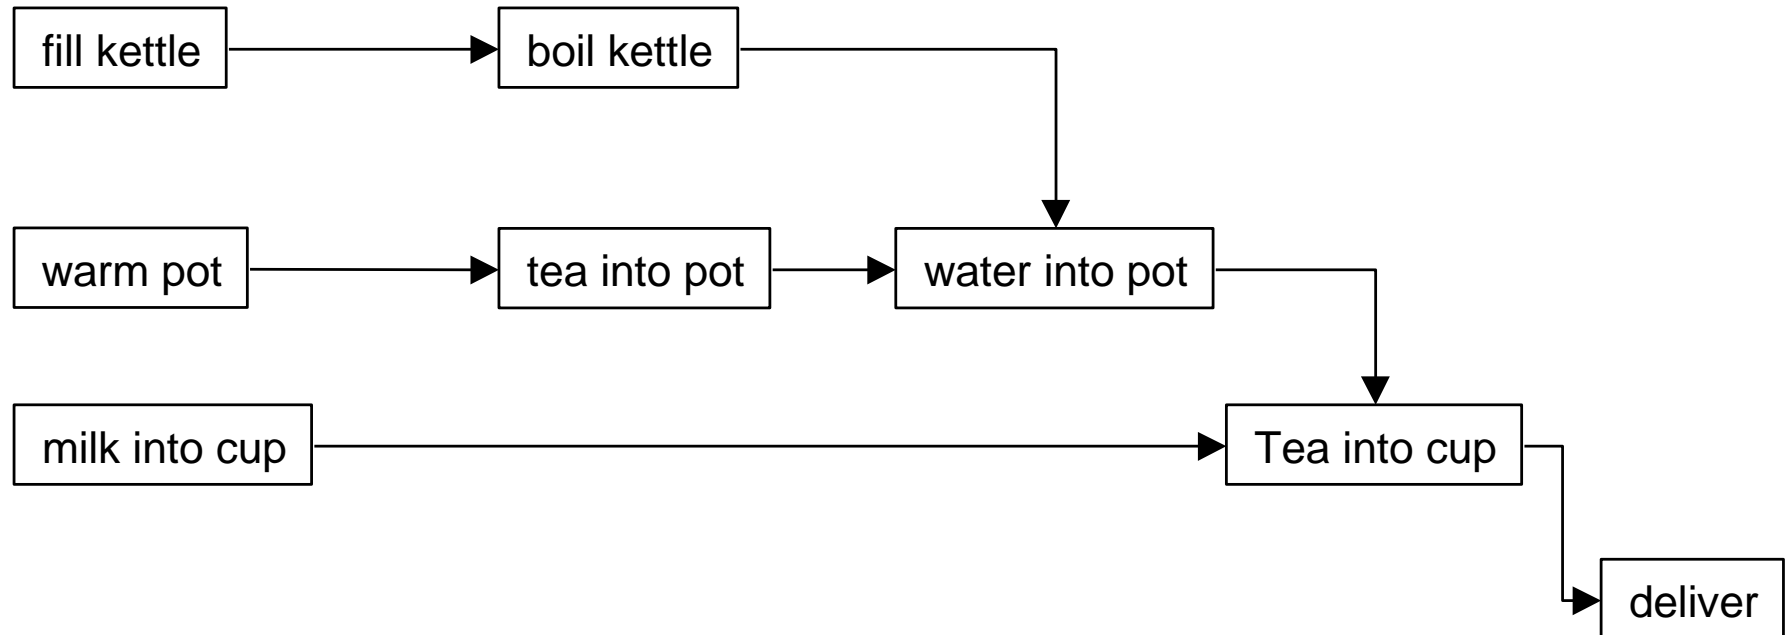 fill kettle
boil kettle
warm pot
tea into pot
water into pot
milk into cup
Tea into cup
deliver